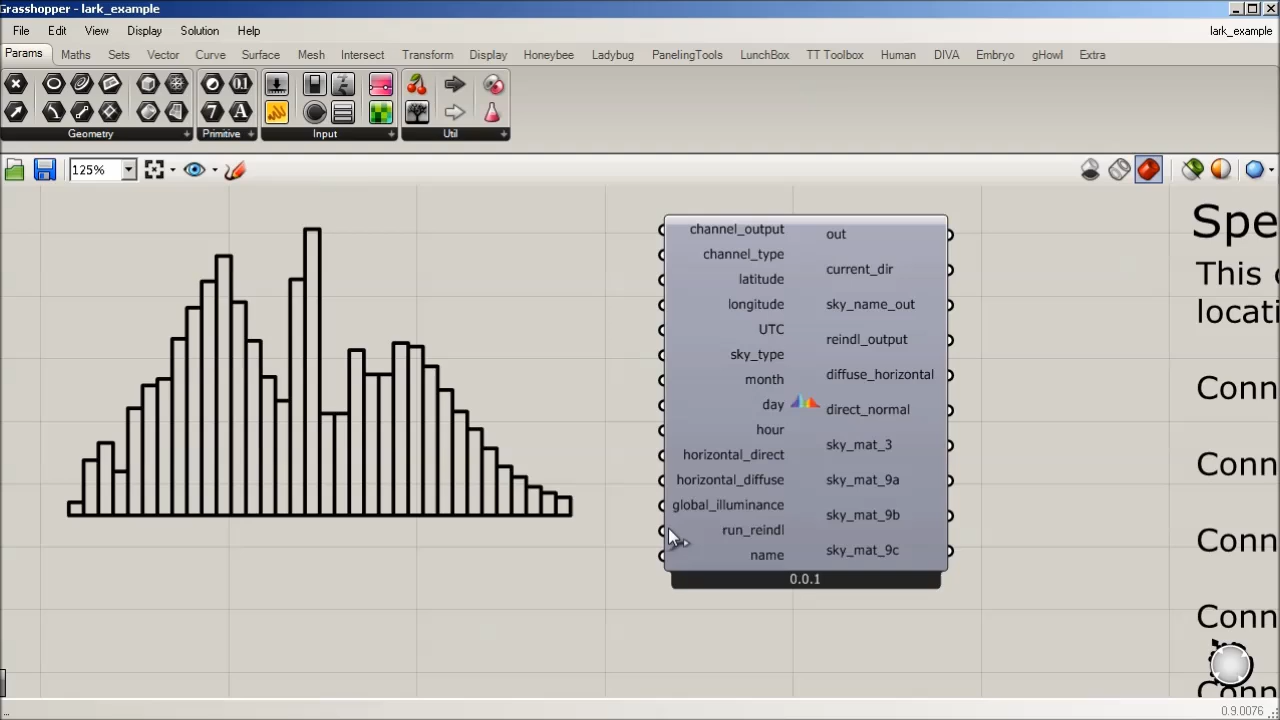 Grasshopper - lark_example
File Edit View Display Solution Help lark_example
Params Maths Sets Vector Curve Surface Mesh Intersect Transform Display Honeybee Ladybug PanelingTools LunchBox TT Toolbox Human DIVA Embryo gHowl Extra
Geometry Primitive Input Util
125%
channel_output
channel_type
latitude
longitude
UTC
sky_type
month
day
hour
horizontal_direct
horizontal_diffuse
global_illuminance
run_reindl
name
out
current_dir
sky_name_out
reindl_output
diffuse_horizontal
direct_normal
sky_mat_3
sky_mat_9a
sky_mat_9b
sky_mat_9c
0.0.1
Spe
This
locati
Conn
Conn
Conn
Conn
Conn
0.9.0076